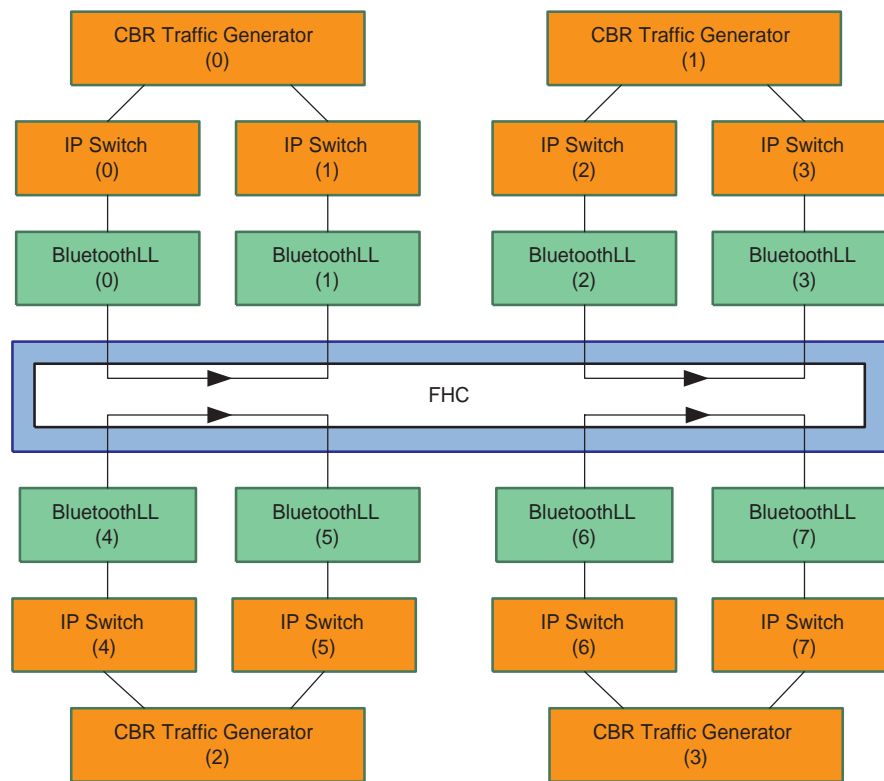 CBR Traffic Generator
(0)
CBR Traffic Generator
(1)
IP Switch
(0)
IP Switch
(1)
IP Switch
(2)
IP Switch
(3)
BluetoothLL
(0)
BluetoothLL
(1)
BluetoothLL
(2)
BluetoothLL
(3)
FHC
BluetoothLL
(4)
BluetoothLL
(5)
BluetoothLL
(6)
BluetoothLL
(7)
IP Switch
(4)
IP Switch
(5)
IP Switch
(6)
IP Switch
(7)
CBR Traffic Generator
(2)
CBR Traffic Generator
(3)